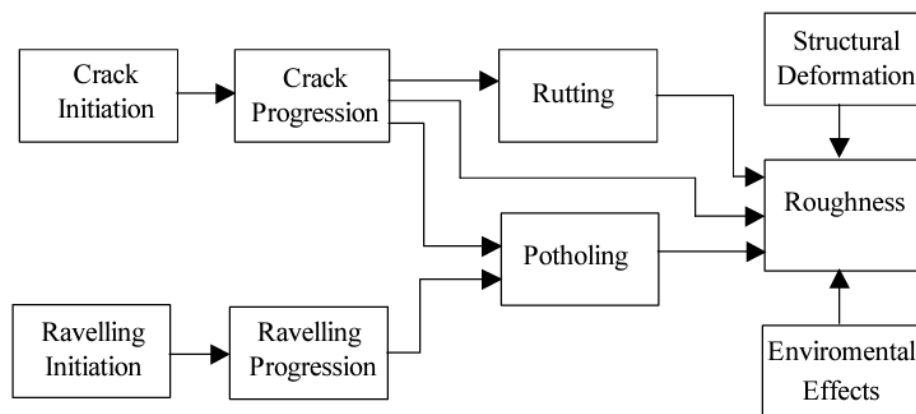 Crack
Initiation
Crack
Progression
Rutting
Structural
Deformation
Roughness
Potholing
Ravelling
Initiation
Ravelling
Progression
Enviromental
Effects